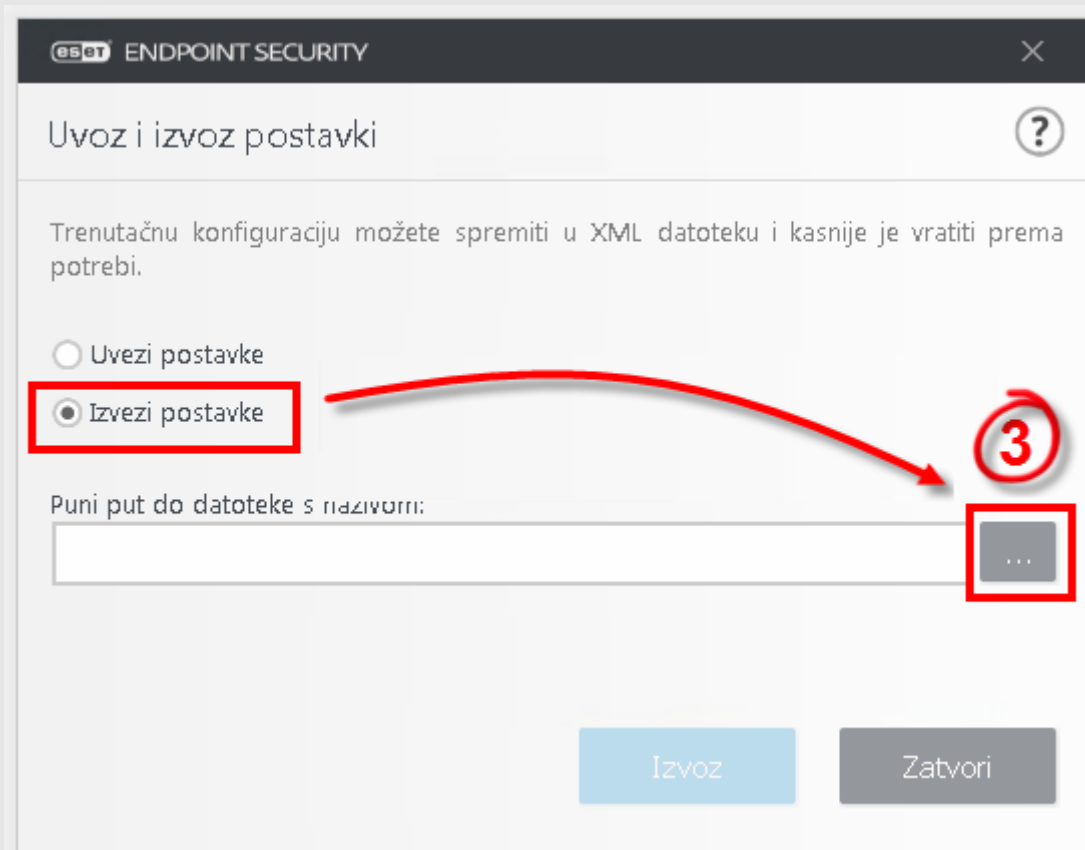 eset ENDPOINT SECURITY
Uvoz i izvoz postavki
?
Trenutačnu konfiguraciju možete spremiti u XML datoteku i kasnije je vratiti prema
potrebi.
Uvezi postavke
Izvezi postavke
3
Puni put do datoteke s nazivom:
...
Izvoz
Zatvori